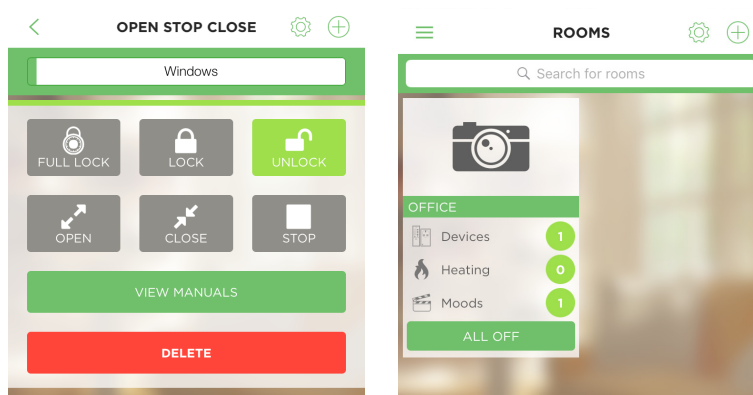 OPEN STOP CLOSE
Windows
FULL LOCK
LOCK
UNLOCK
OPEN
CLOSE
STOP
VIEW MANUALS
DELETE
ROOMS
Search for rooms
OFFICE
Devices 1
Heating 0
Moods 1
ALL OFF